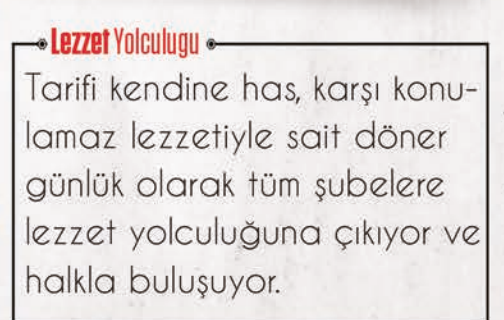 Lezzet Yolculugu
Tarifi kendine has, karşı konu-
lamaz lezzetiyle sait döner
günlük olarak tüm şubelere
lezzet yolculuğuna çıkıyor ve
halkla buluşuyor.